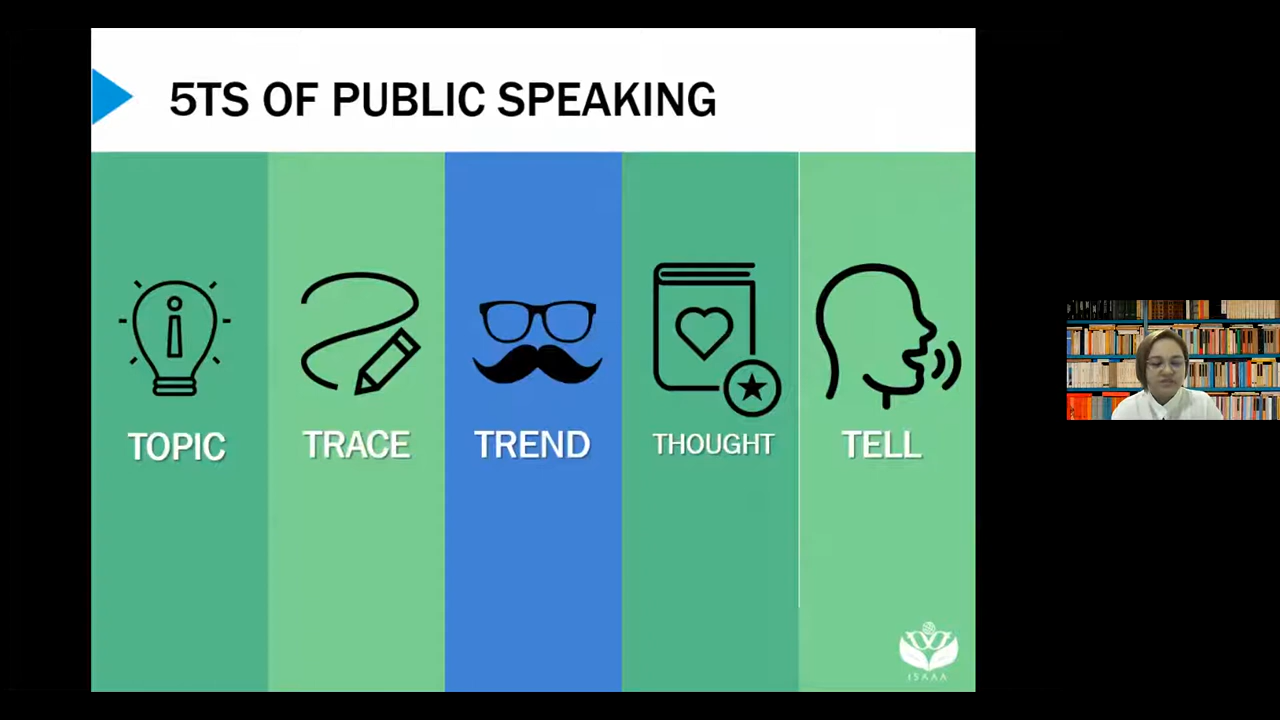 5TS OF PUBLIC SPEAKING
TOPIC
TRACE
TREND
THOUGHT
TELL
ISAAA